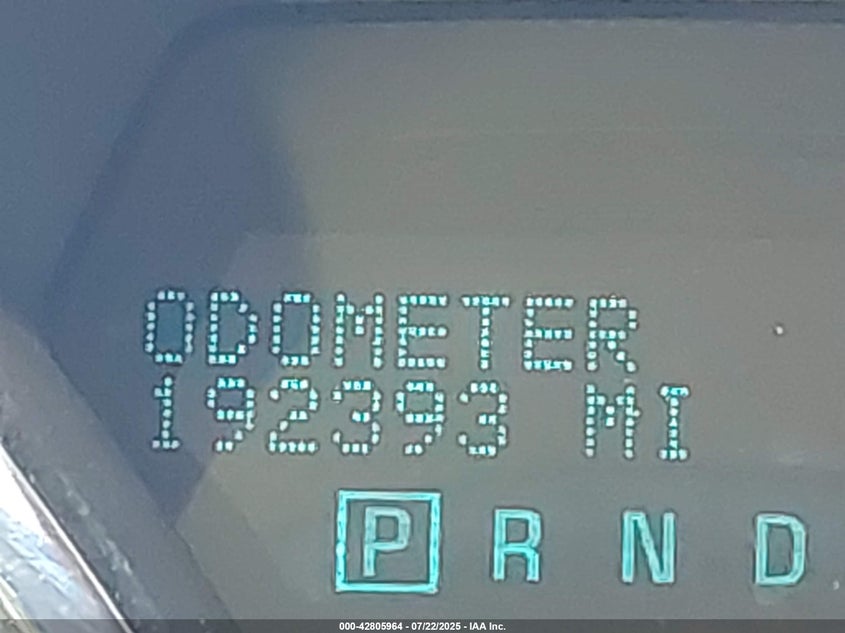 ODOMETER
192393 MI
P R N D
000-42805964 - 07/22/2025 - IAA Inc.